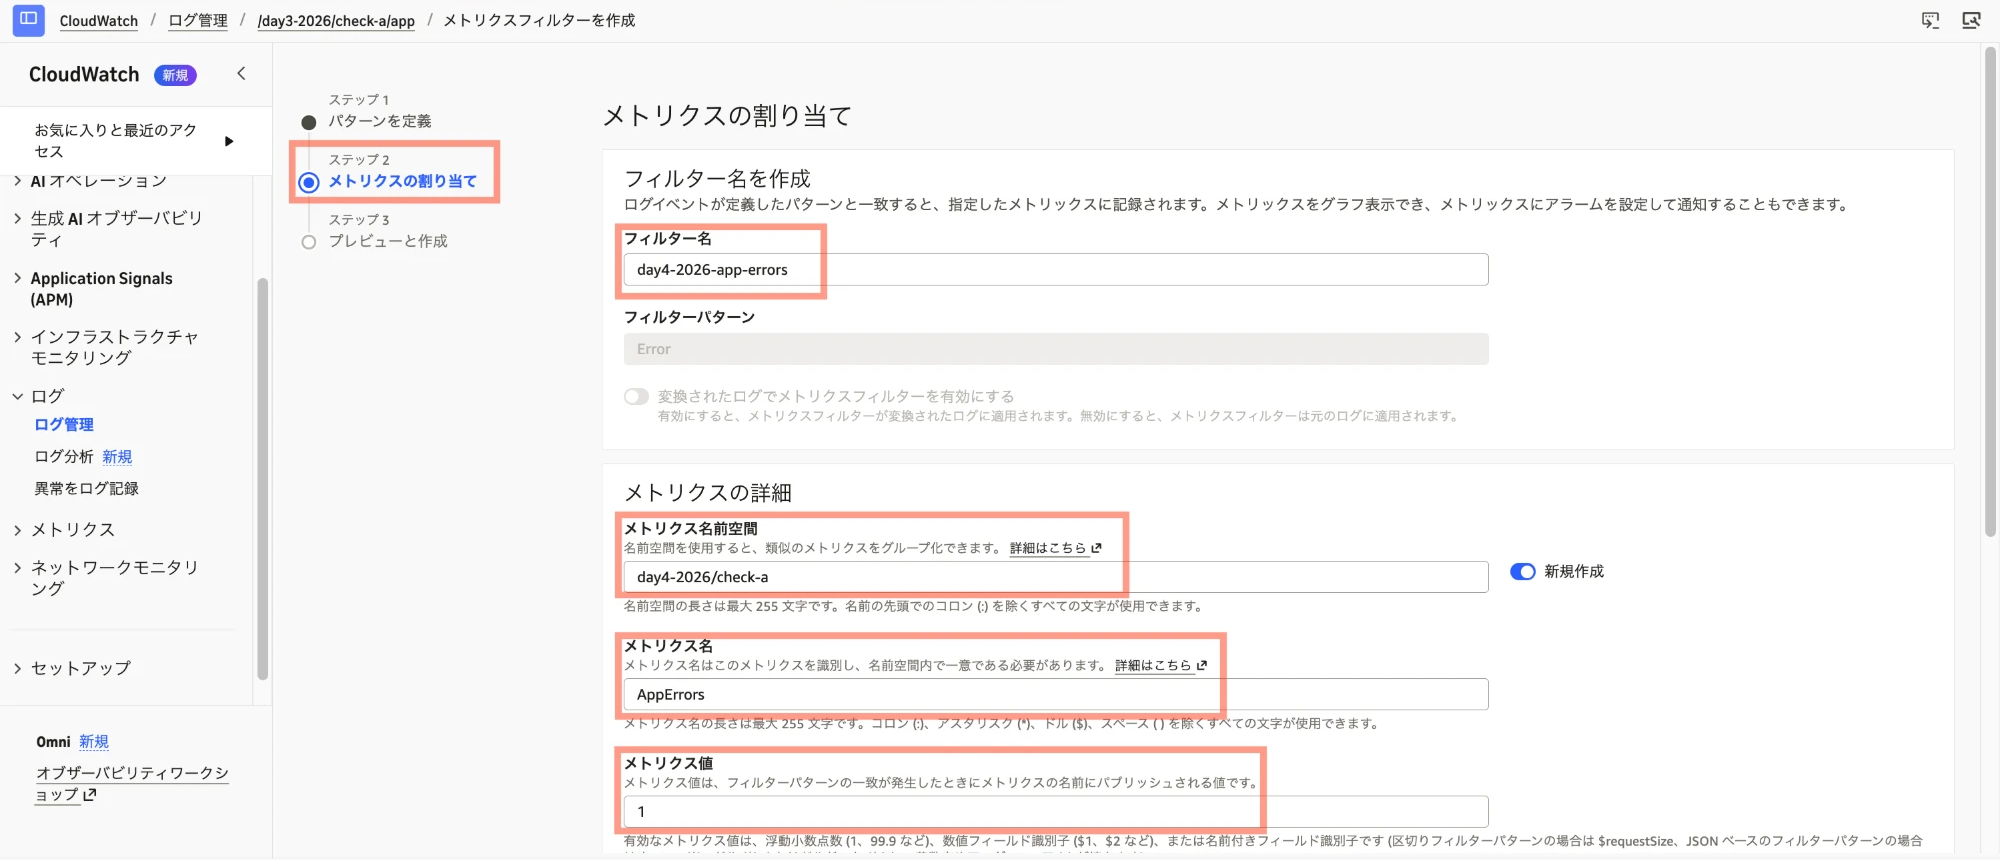 CloudWatch / ログ管理 / /day3-2026/check-a/app / メトリクスフィルターを作成
CloudWatch 新規
お気に入りと最近のアク
セス
AI オペレーション
生成 AI オブザーバビリ
ティ
Application Signals
(APM)
インフラストラクチャ
モニタリング
ログ
ログ管理
ログ分析 新規
異常をログ記録
メトリクス
ネットワークモニタリ
ング
セットアップ
Omni 新規
オブザーバビリティワークシ
ョップ
ステップ 1
パターンを定義
ステップ 2
メトリクスの割り当て
ステップ 3
プレビューと作成
メトリクスの割り当て
フィルター名を作成
ログイベントが定義したパターンと一致すると、指定したメトリックスに記録されます。メトリックスをグラフ表示でき、メトリックスにアラームを設定して通知することもできます。
フィルター名
day4-2026-app-errors
フィルターパターン
Error
変換されたログでメトリクスフィルターを有効にする
有効にすると、メトリクスフィルターが変換されたログに適用されます。無効にすると、メトリクスフィルターは元のログに適用されます。
メトリクスの詳細
メトリクス名前空間
名前空間を使用すると、類似のメトリクスをグループ化できます。 詳細はこちら
day4-2026/check-a
新規作成
名前空間の長さは最大 255 文字です。名前の先頭でのコロン (:) を除くすべての文字が使用できます。
メトリクス名
メトリクス名はこのメトリクスを識別し、名前空間内で一意である必要があります。 詳細はこちら
AppErrors
メトリクス名の長さは最大 255 文字です。コロン (:)、アスタリスク (*)、ドル ($)、スペース ( ) を除くすべての文字が使用できます。
メトリクス値
メトリクス値は、フィルターパターンの一致が発生したときにメトリクスの名前にパブリッシュされる値です。
1
有効なメトリクス値は、浮動小数点数 (1、99.9 など)、数値フィールド識別子 ($1、$2 など)、または名前付きフィールド識別子です (区切りフィルターパターンの場合は $requestSize、JSON ベースのフィルターパターンの場合